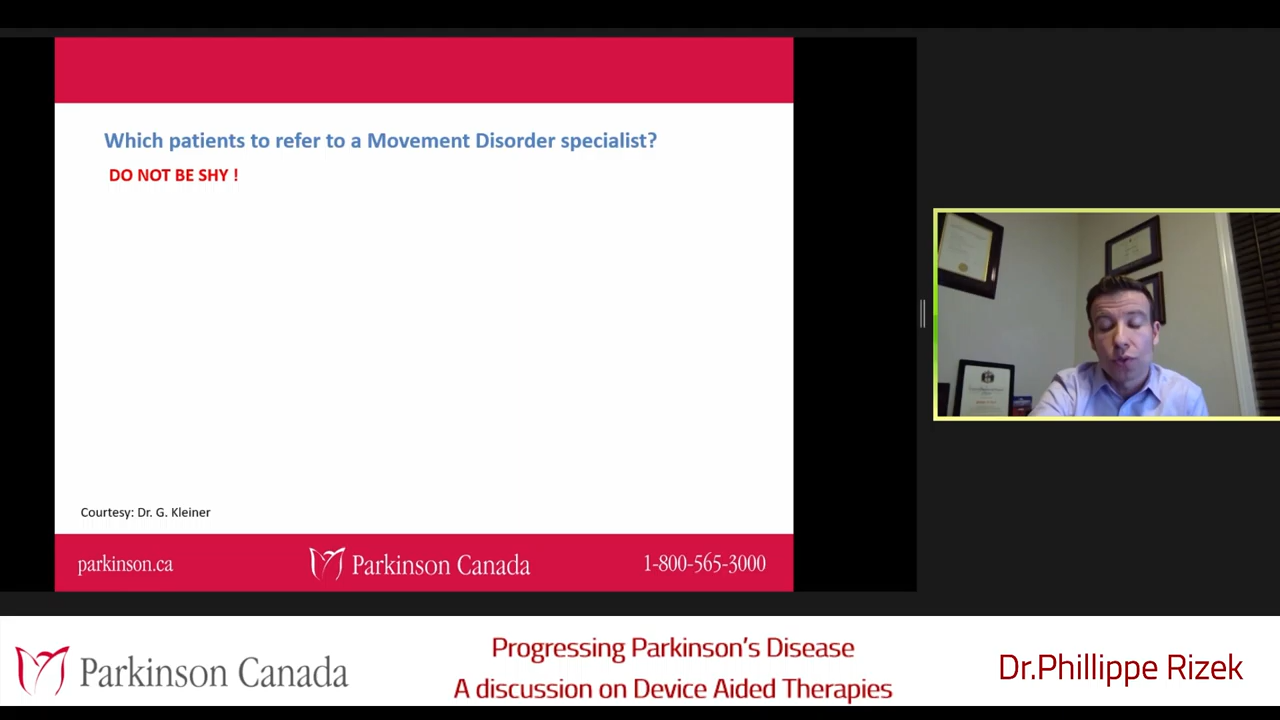 Which patients to refer to a Movement Disorder specialist?
DO NOT BE SHY !
Courtesy: Dr. G. Kleiner
parkinson.ca
Parkinson Canada
1-800-565-3000
Parkinson Canada
Progressing Parkinson's Disease
A discussion on Device Aided Therapies
Dr.Phillippe Rizek